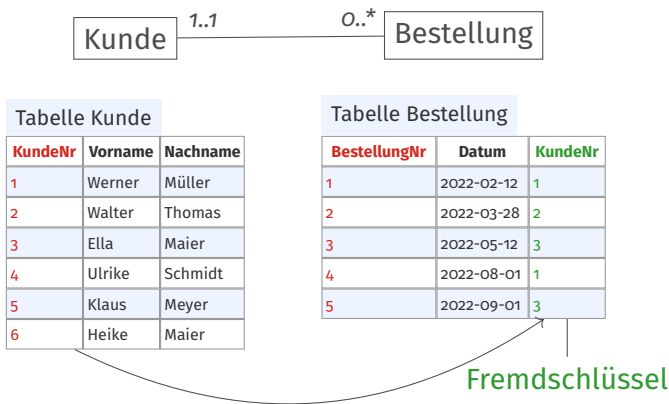 Kunde 1..1 0..* Bestellung
Tabelle Kunde
KundeNr Vorname Nachname
1 Werner Müller
2 Walter Thomas
3 Ella Maier
4 Ulrike Schmidt
5 Klaus Meyer
6 Heike Maier
Tabelle Bestellung
BestellungNr Datum KundeNr
1 2022-02-12 1
2 2022-03-28 2
3 2022-05-12 3
4 2022-08-01 1
5 2022-09-01 3
Fremdschlüssel